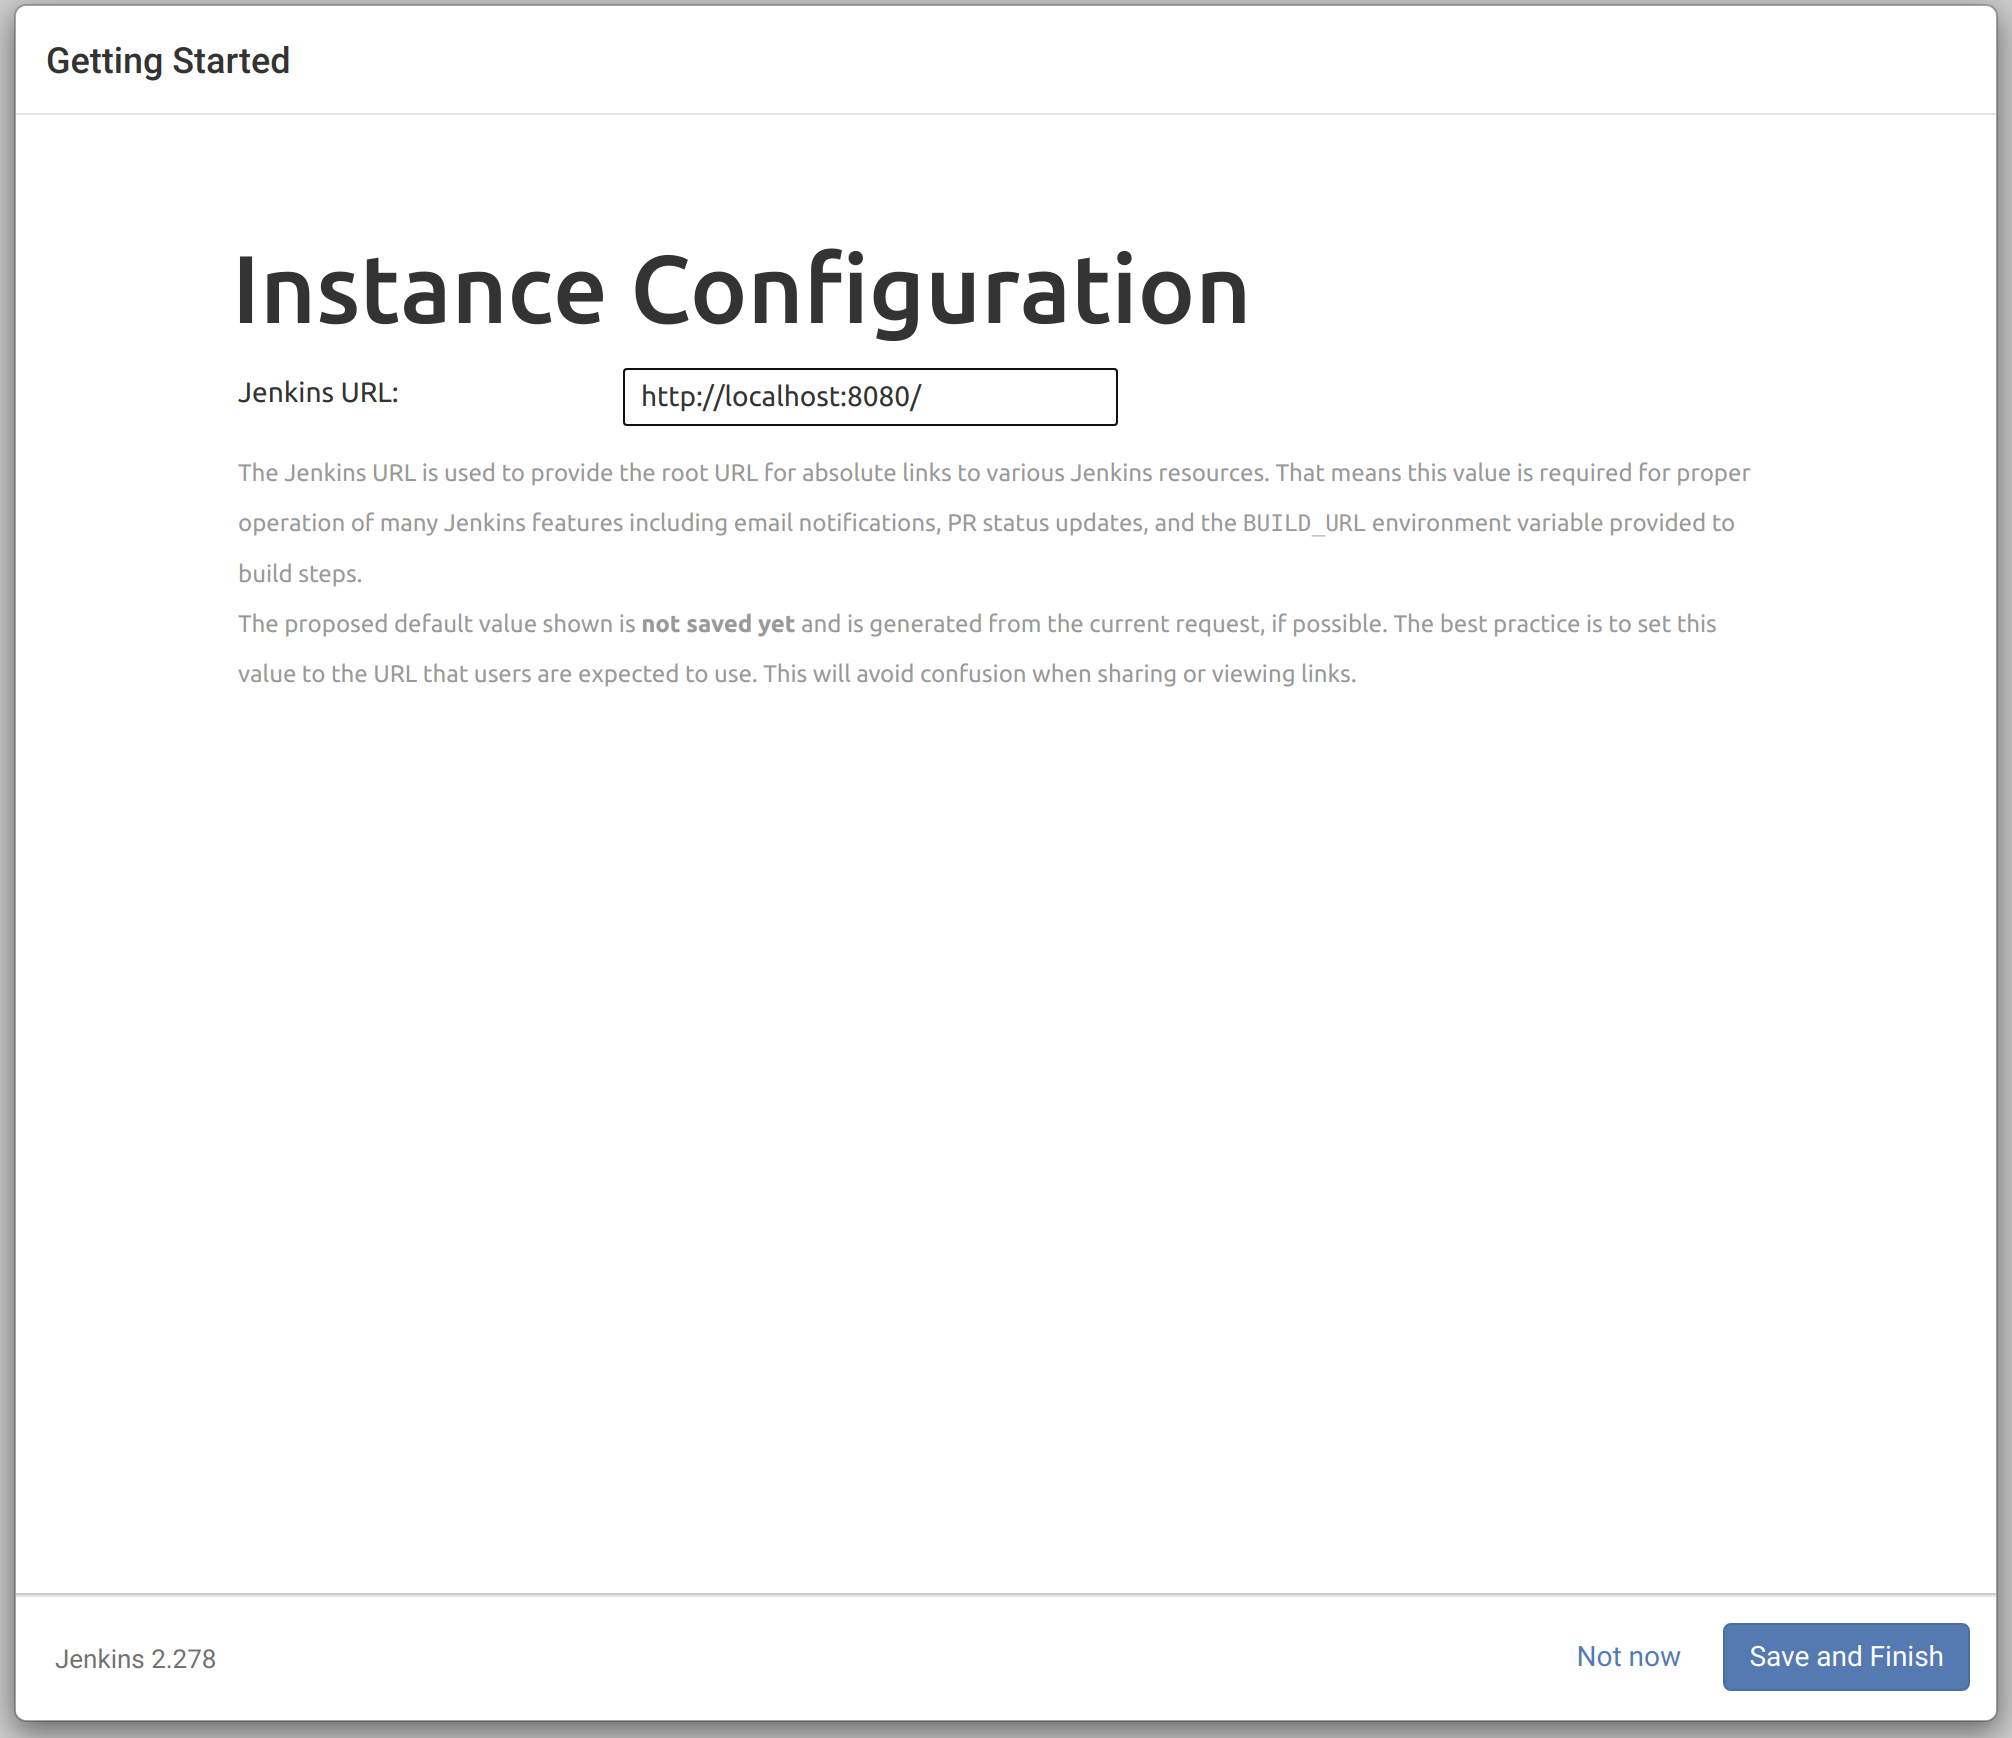 Getting Started
Instance Configuration
Jenkins URL:
http://localhost:8080/
The Jenkins URL is used to provide the root URL for absolute links to various Jenkins resources. That means this value is required for proper
operation of many Jenkins features including email notifications, PR status updates, and the BUILD_URL environment variable provided to
build steps.
The proposed default value shown is not saved yet and is generated from the current request, if possible. The best practice is to set this
value to the URL that users are expected to use. This will avoid confusion when sharing or viewing links.
Jenkins 2.278
Not now
Save and Finish